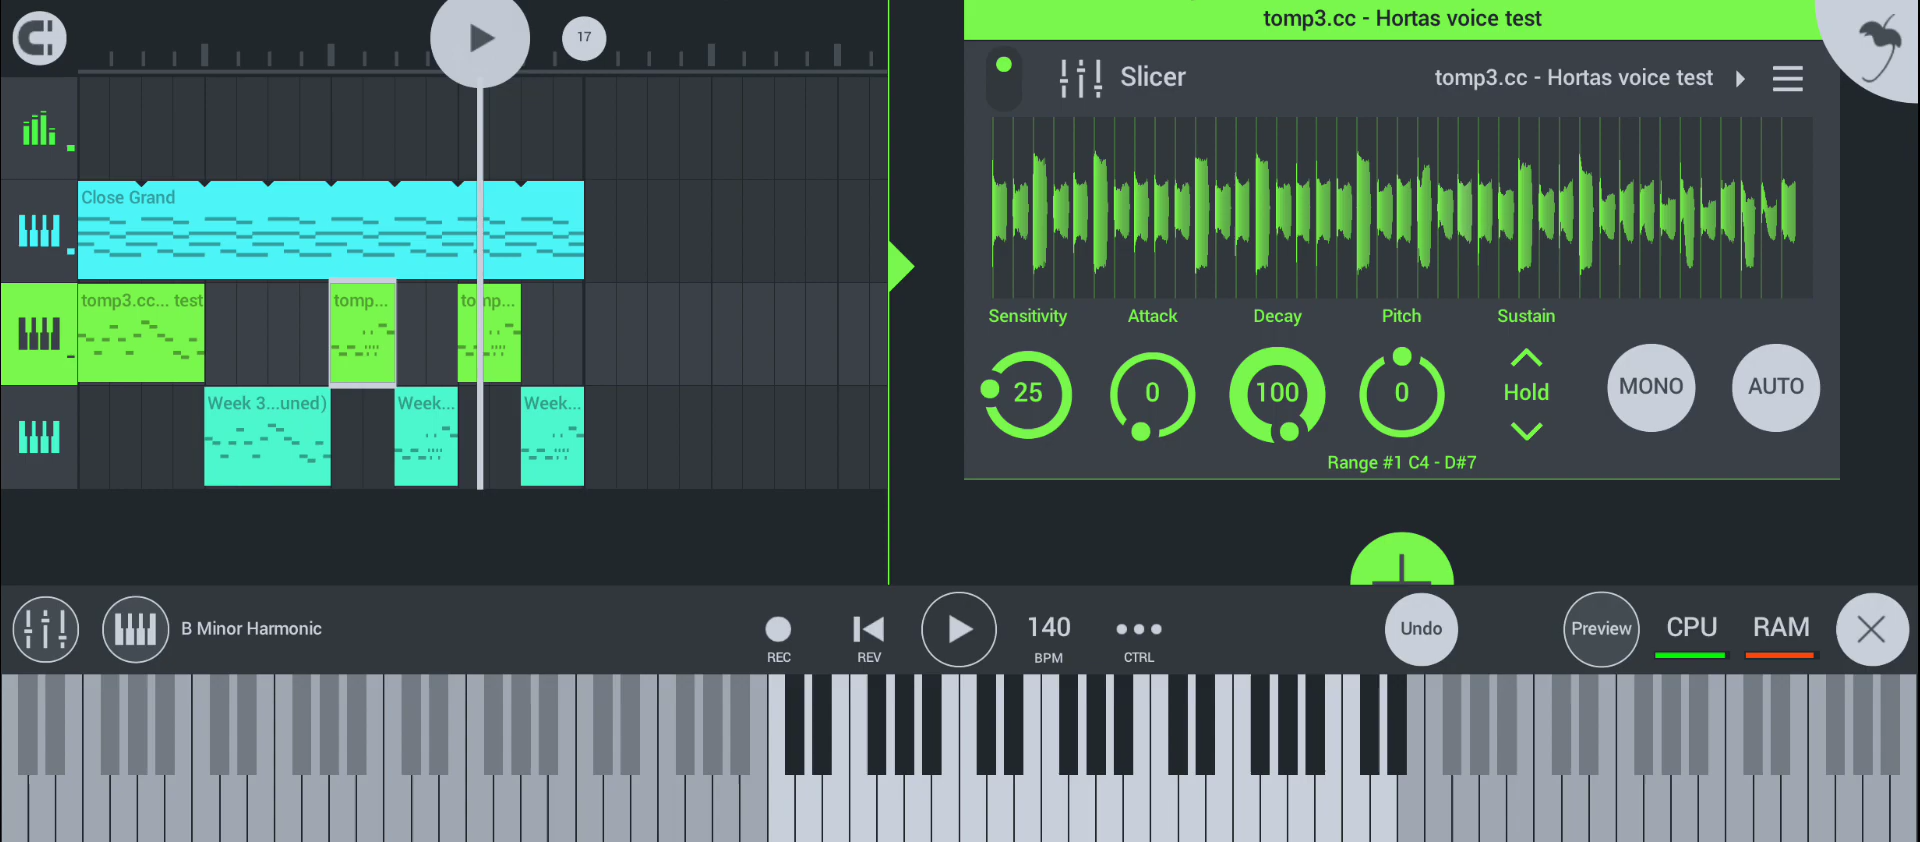 17
tomp3.cc - Hortas voice test
Slicer
tomp3.cc - Hortas voice test
Close Grand
tomp3.cc... test
tomp...
tomp...
Week 3...uned)
Week...
Week...
Sensitivity
Attack
Decay
Pitch
Sustain
25
0
100
0
Hold
MONO
AUTO
Range #1 C4 - D#7
B Minor Harmonic
REC
REV
140
BPM
CTRL
Undo
Preview
CPU
RAM